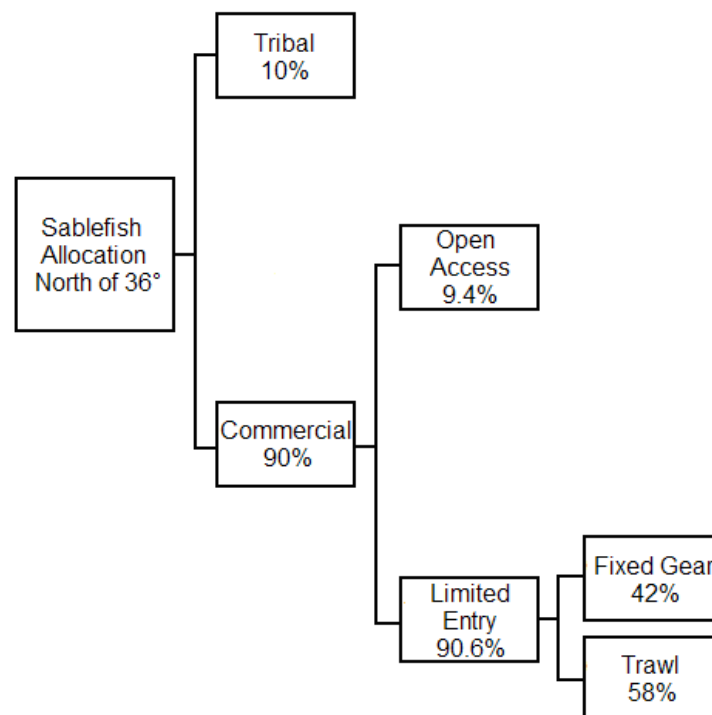 Tribal
10%
Sablefish
Allocation
North of 36°
Open
Access
9.4%
Commercial
90%
Limited
Entry
90.6%
Fixed Gear
42%
Trawl
58%